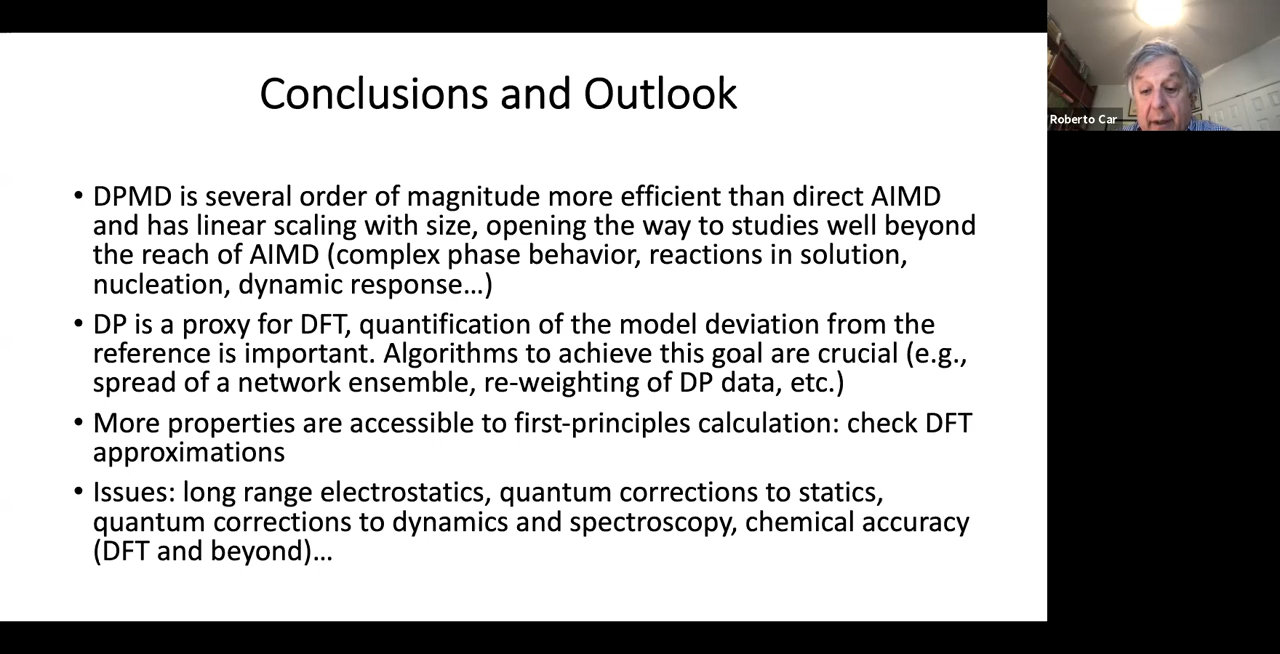 Conclusions and Outlook
Roberto Car
• DPMD is several order of magnitude more efficient than direct AIMD
and has linear scaling with size, opening the way to studies well beyond
the reach of AIMD (complex phase behavior, reactions in solution,
nucleation, dynamic response…)
• DP is a proxy for DFT, quantification of the model deviation from the
reference is important. Algorithms to achieve this goal are crucial (e.g.,
spread of a network ensemble, re-weighting of DP data, etc.)
• More properties are accessible to first-principles calculation: check DFT
approximations
• Issues: long range electrostatics, quantum corrections to statics,
quantum corrections to dynamics and spectroscopy, chemical accuracy
(DFT and beyond)…